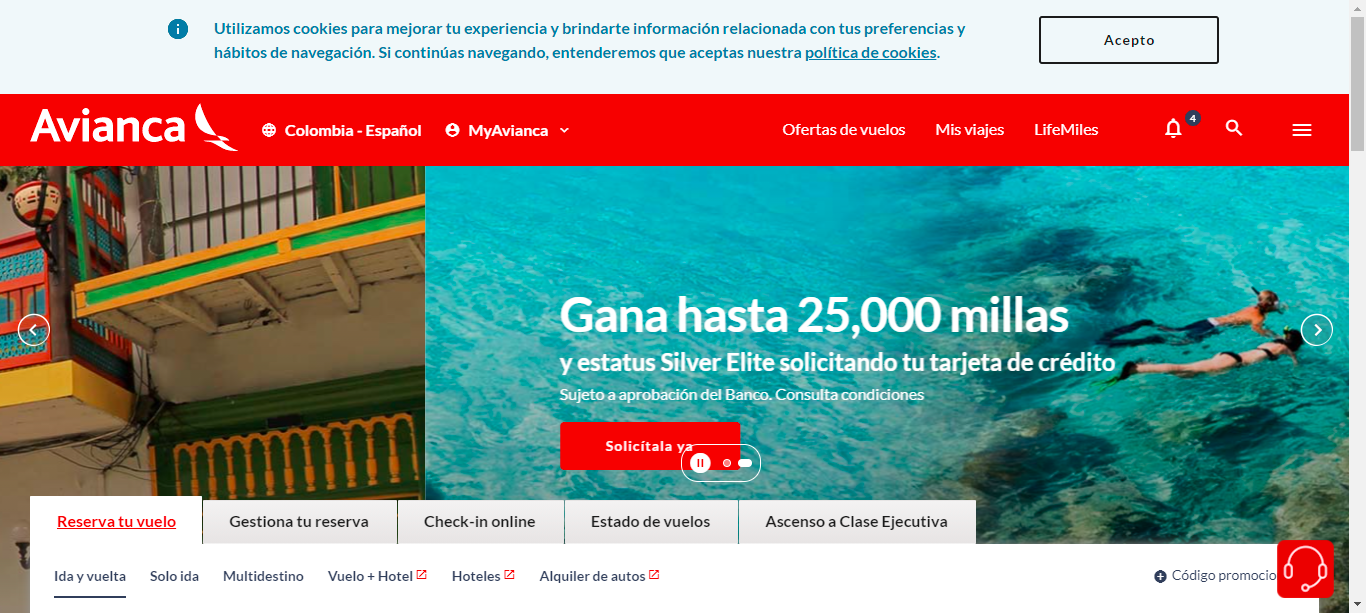 Utilizamos cookies para mejorar tu experiencia y brindarte información relacionada con tus preferencias y
hábitos de navegación. Si continúas navegando, entenderemos que aceptas nuestra política de cookies.
Acepto
Avianca
Colombia - Español
MyAvianca
Ofertas de vuelos
Mis viajes
LifeMiles
4
Gana hasta 25,000 millas
y estatus Silver Elite solicitando tu tarjeta de crédito
Sujeto a aprobación del Banco. Consulta condiciones
Solicítala ya
Reserva tu vuelo
Gestiona tu reserva
Check-in online
Estado de vuelos
Ascenso a Clase Ejecutiva
Ida y vuelta
Solo ida
Multidestino
Vuelo + Hotel
Hoteles
Alquiler de autos
Código promocio